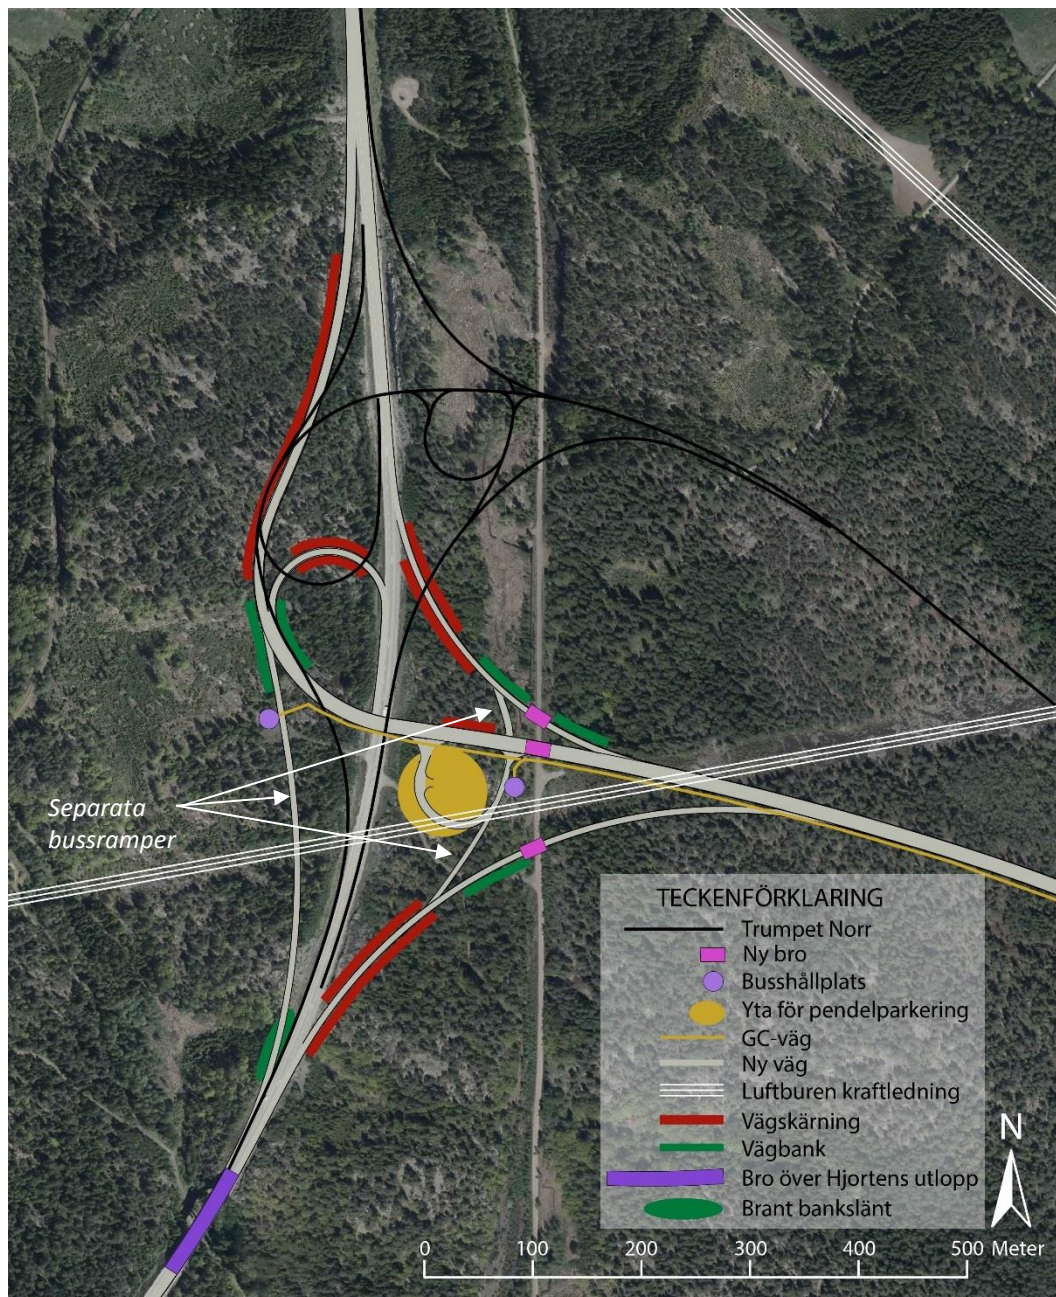 Separata
bussramper
TECKENFÖRKLARING
Trumpet Norr
Ny bro
Busshållplats
Yta för pendelparkering
GC-väg
Ny väg
Luftburen kraftledning
Vägskärning
Vägbank
Bro över Hjortens utlopp
Brant bankslänt
N
0 100 200 300 400 500 Meter